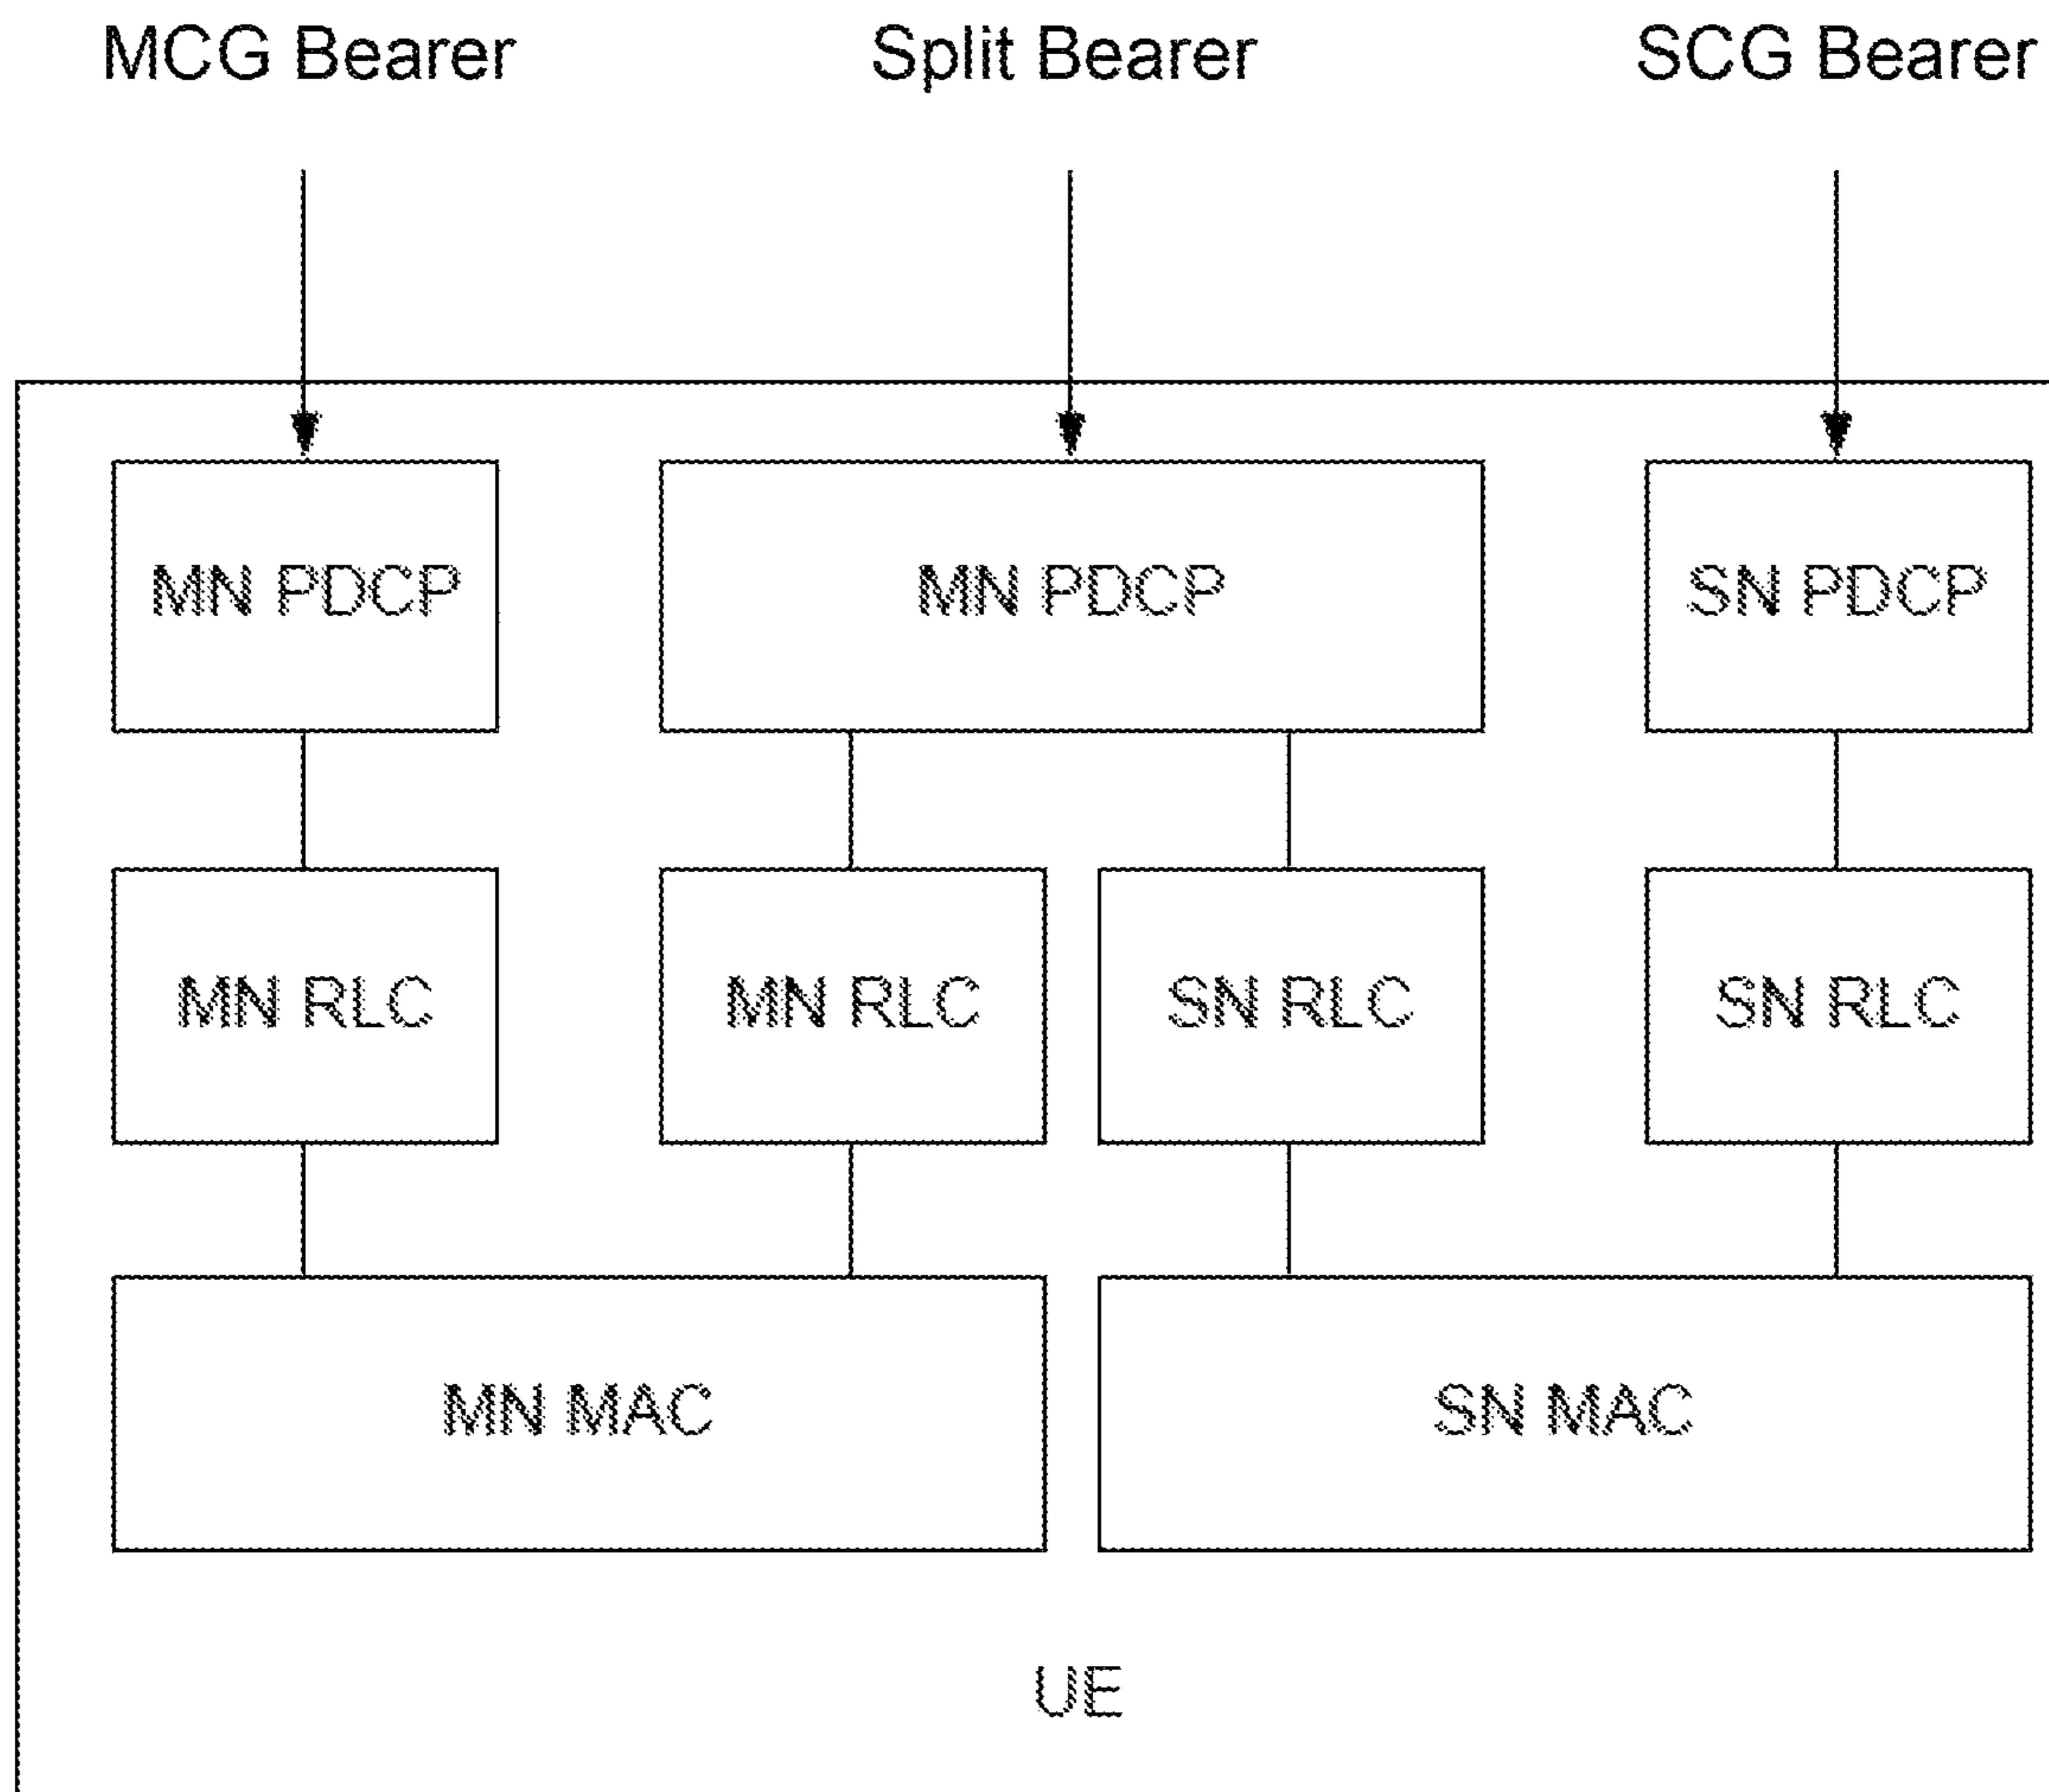 MCG Bearer
Split Bearer
SCG Bearer
MN PDCP
MN PDCP
SN PDCP
MN RLC
MN RLC
SN RLC
SN RLC
MN MAC
SN MAC
UE